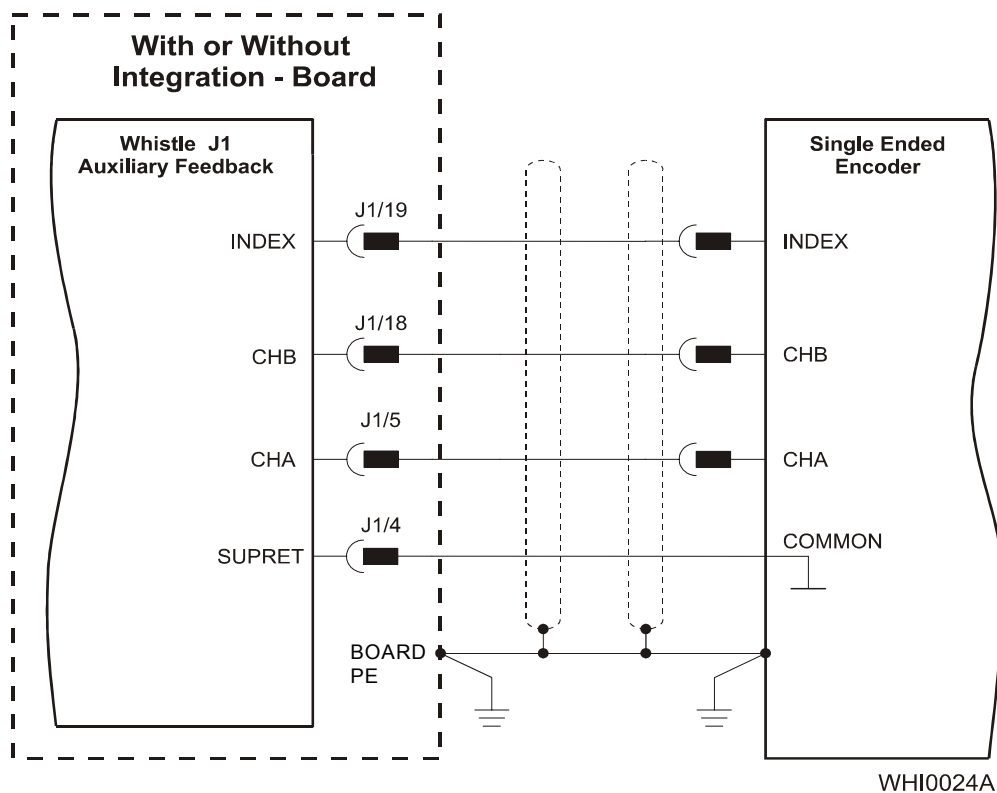 With or Without
Integration - Board
Whistle J1
Auxiliary Feedback
Single Ended
Encoder
J1/19
INDEX
INDEX
J1/18
CHB
CHB
J1/5
CHA
CHA
J1/4
SUPRET
COMMON
BOARD
PE
WHI0024A